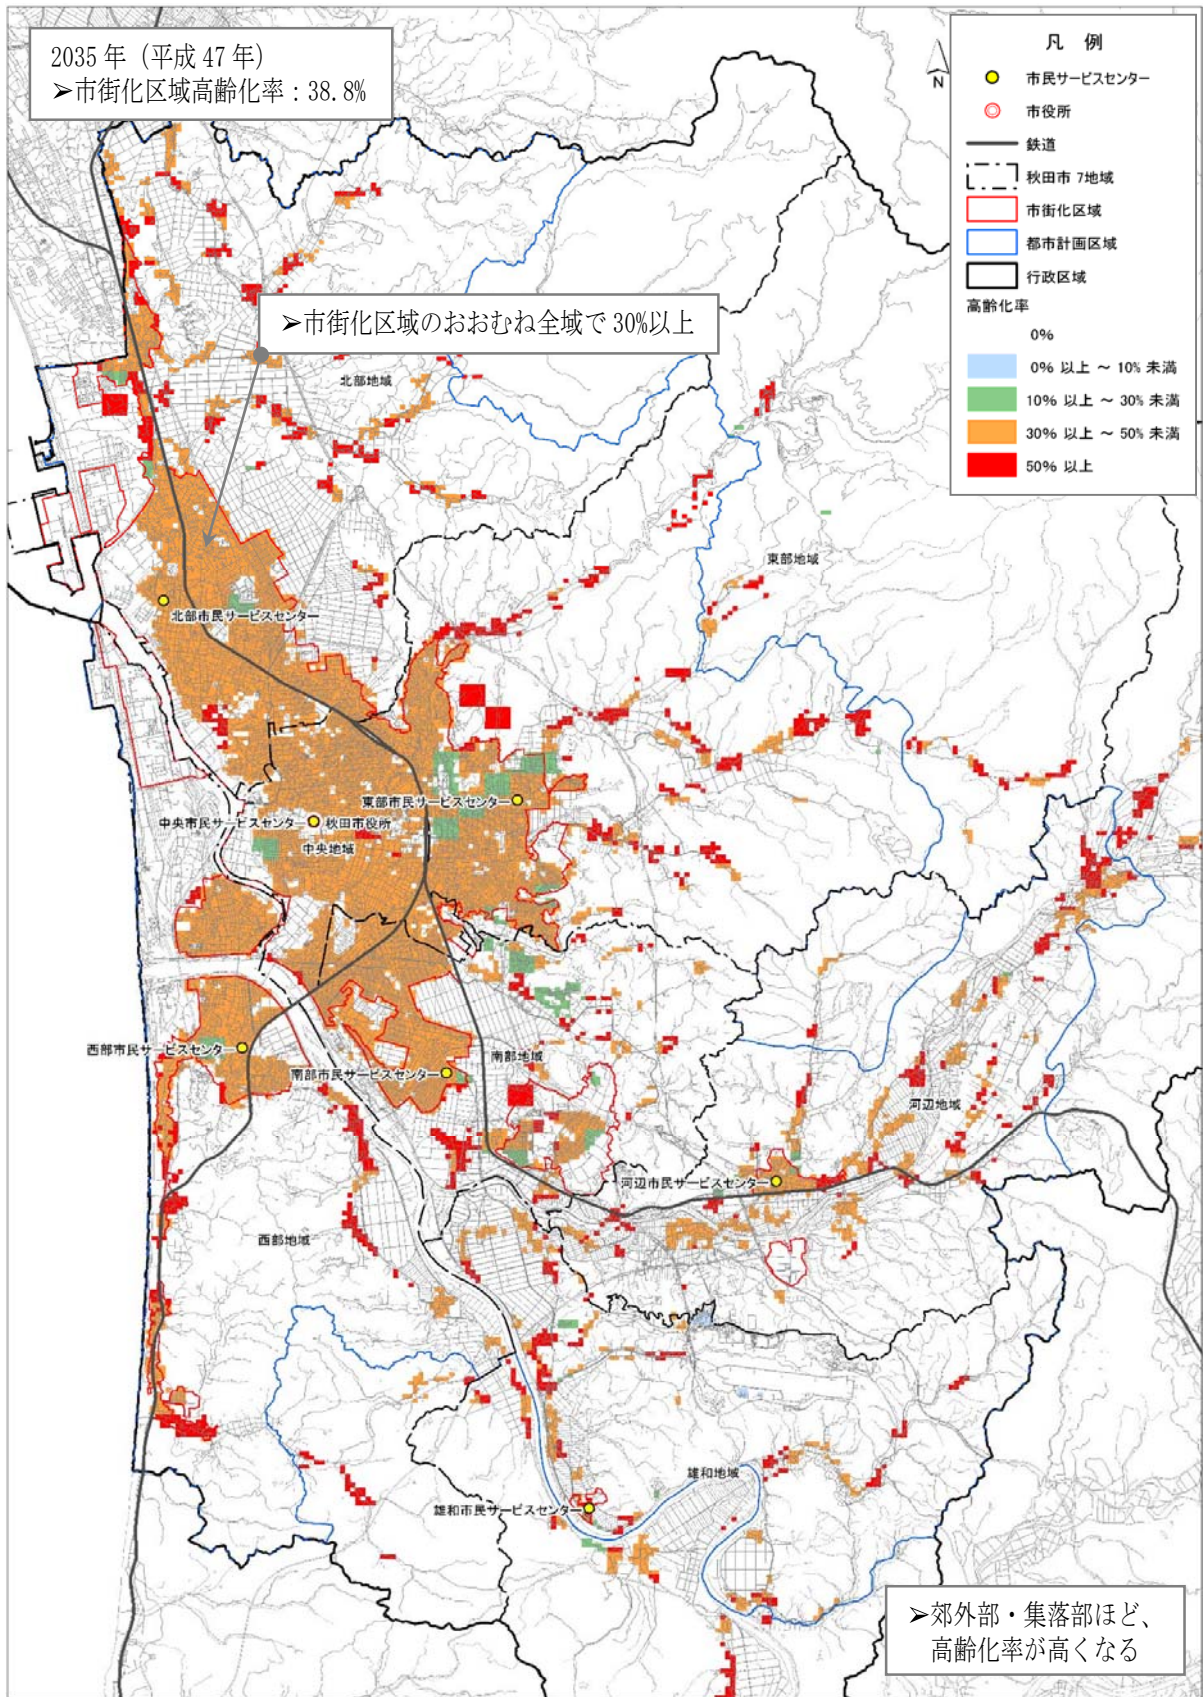 2035 年（平成 47 年）
➢市街化区域高齢化率：38.8%
凡 例
市民サービスセンター
市役所
鉄道
秋田市 7地域
市街化区域
都市計画区域
行政区域
高齢化率
0%
0% 以上 ～ 10% 未満
10% 以上 ～ 30% 未満
30% 以上 ～ 50% 未満
50% 以上
N
➢市街化区域のおおむね全域で 30%以上
北部地域
東部地域
北部市民サービスセンター
東部市民サービスセンター
中央市民サービスセンター
秋田市役所
中央地域
西部市民サービスセンター
南部地域
南部市民サービスセンター
河辺地域
河辺市民サービスセンター
西部地域
雄和地域
雄和市民サービスセンター
➢郊外部・集落部ほど、
高齢化率が高くなる